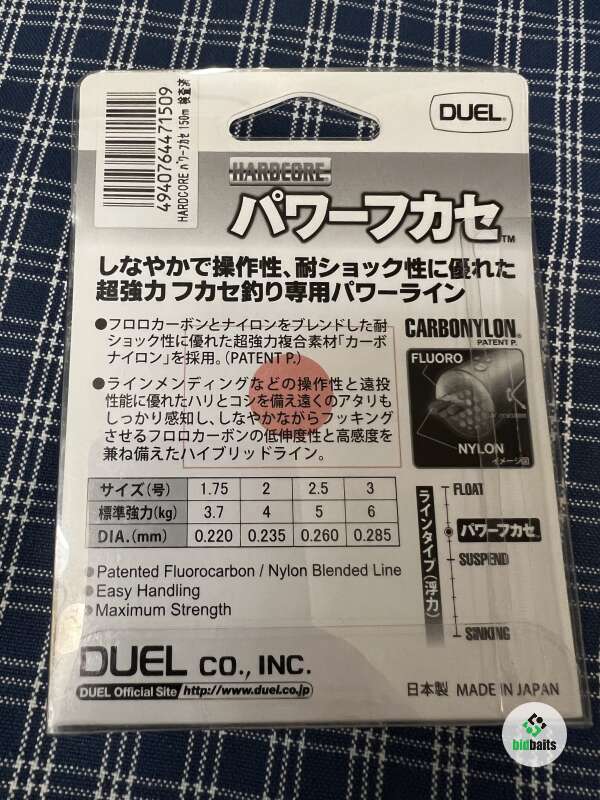 4940764471509
HARDCORE ﾊﾟﾜｰﾌｶｾ 150m 検査済
DUEL®
HARDCORE
パワーフカセ™
しなやかで操作性、耐ショック性に優れた
超強力フカセ釣り専用パワーライン
●フロロカーボンとナイロンをブレンドした耐
ショック性に優れた超強力複合素材「カーボ
ナイロン」を採用。(PATENT P.)
●ラインメンディングなどの操作性と遠投
性能に優れたハリとコシを備え遠くのアタリも
しっかり感知し、しなやかながらフッキング
させるフロロカーボンの低伸度性と高感度を
兼ね備えたハイブリッドライン。
CARBONYLON®
PATENT P.
FLUORO
NYLON
イメージ図
サイズ(号) 1.75 2 2.5 3
標準強力(kg) 3.7 4 5 6
DIA.(mm) 0.220 0.235 0.260 0.285
ラインタイプ(浮力)
FLOAT
パワーフカセ™
SUSPEND
SINKING
●Patented Fluorocarbon / Nylon Blended Line
●Easy Handling
●Maximum Strength
DUEL CO., INC.
DUEL Official Site http://www.duel.co.jp
日本製 MADE IN JAPAN
bidbaits